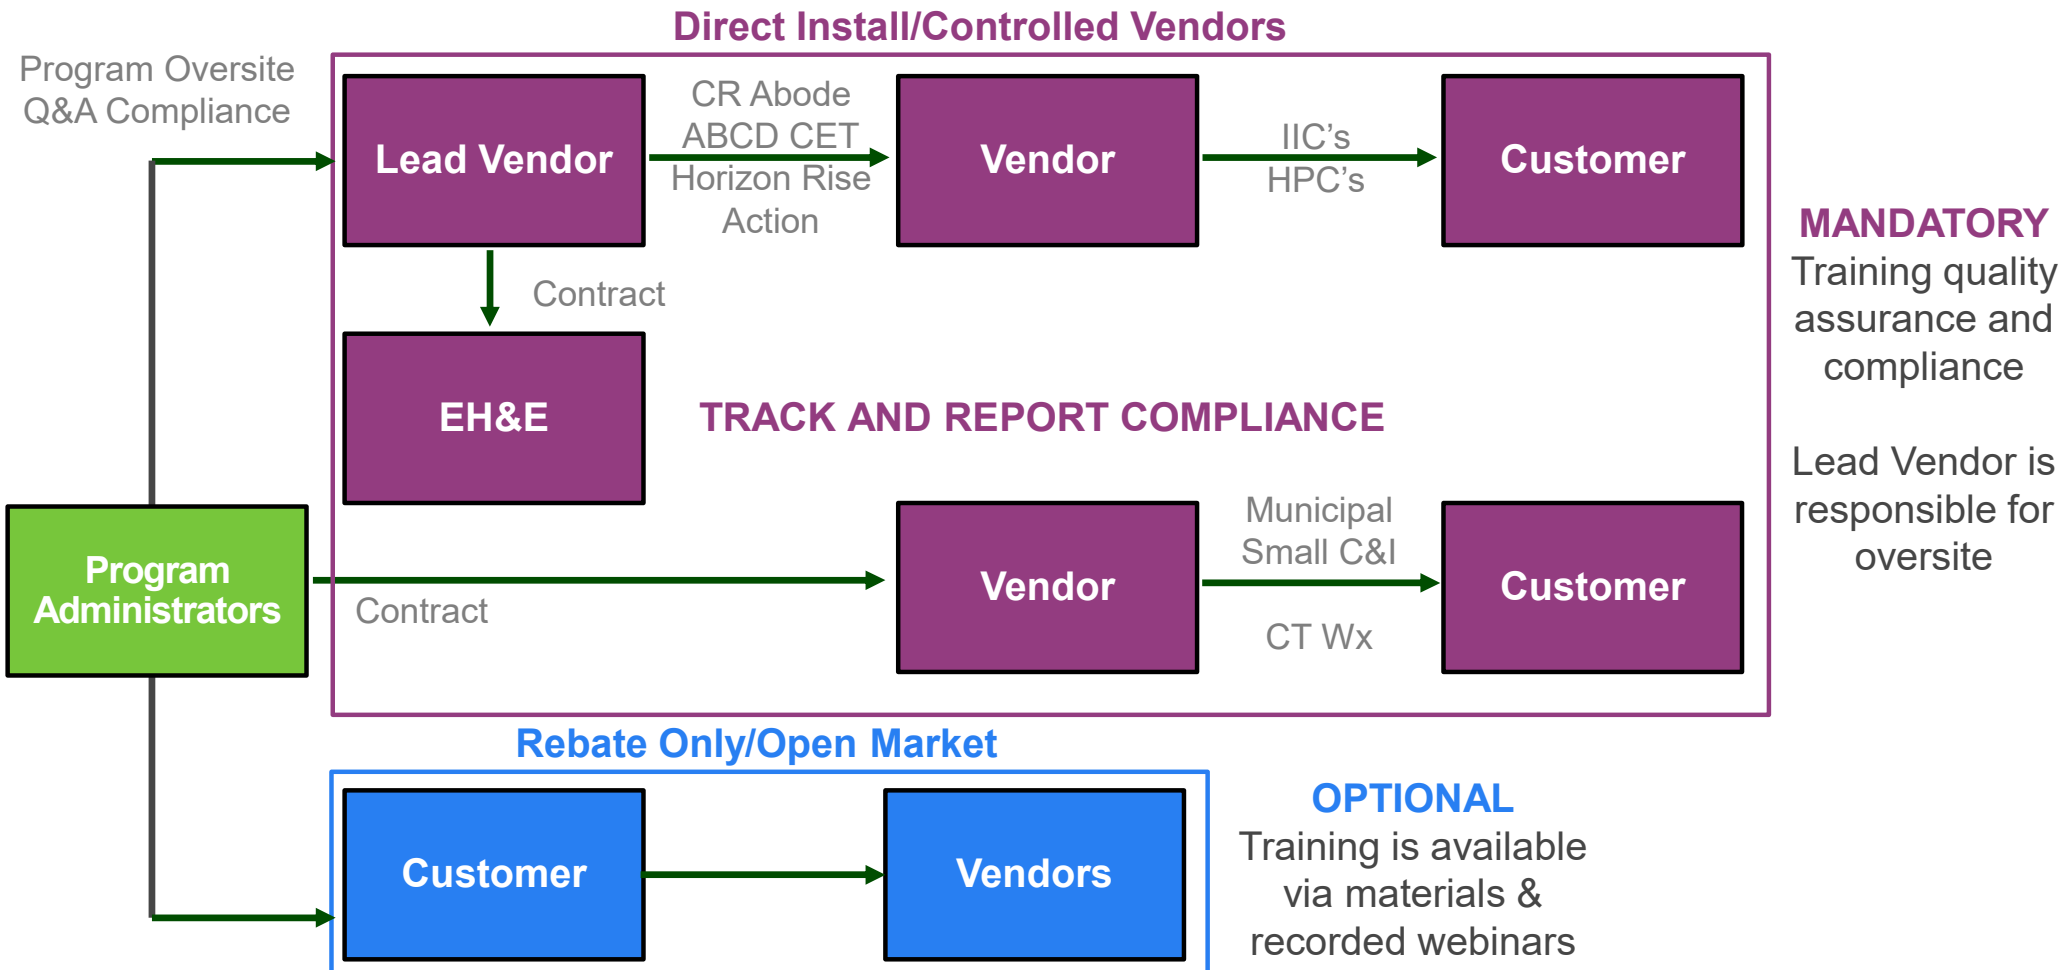 Direct Install/Controlled Vendors
Program Oversite
Q&A Compliance
Lead Vendor
CR Abode
ABCD CET
Horizon Rise
Action
Vendor
IIC's
HPC's
Customer
MANDATORY
Training quality
assurance and
compliance
Lead Vendor is
responsible for
oversite
Contract
EH&E
TRACK AND REPORT COMPLIANCE
Program
Administrators
Contract
Vendor
Municipal
Small C&I
CT Wx
Customer
Rebate Only/Open Market
Customer
Vendors
OPTIONAL
Training is available
via materials &
recorded webinars